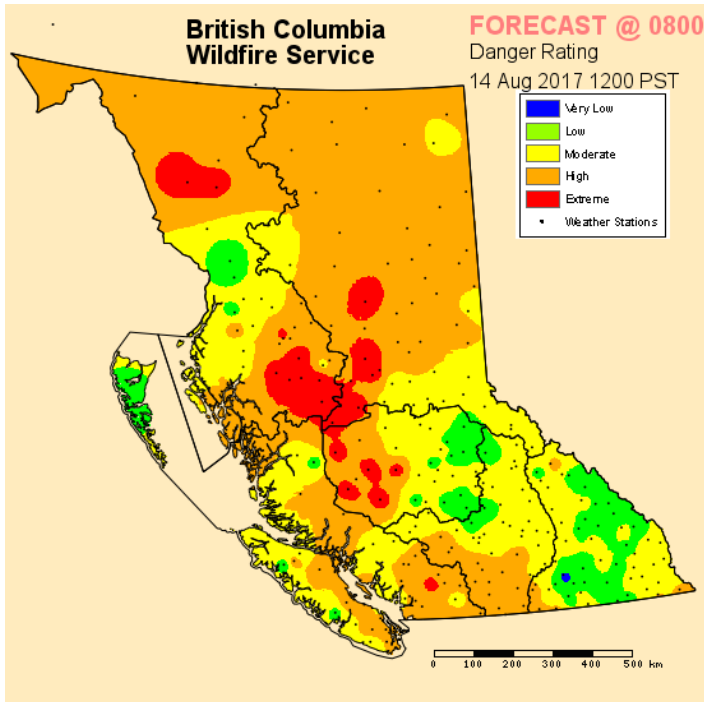 British Columbia
Wildfire Service
FORECAST @ 0800
Danger Rating
14 Aug 2017 1200 PST
Very Low
Low
Moderate
High
Extreme
Weather Stations
0 100 200 300 400 500 km